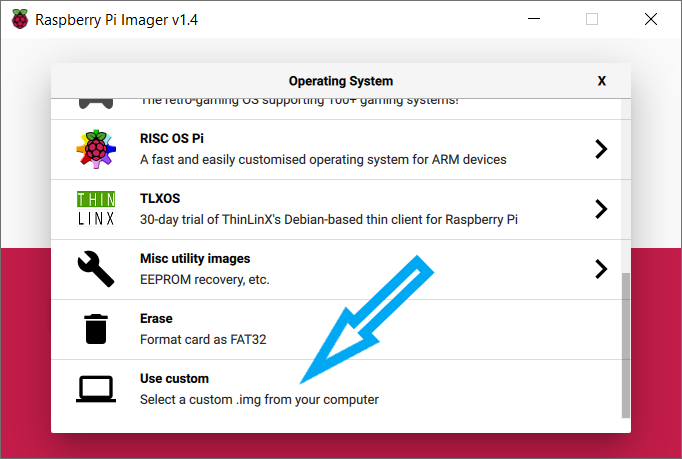 Raspberry Pi Imager v1.4
Operating System
X
The retro-gaming OS supporting 100+ gaming systems!
RISC OS Pi
A fast and easily customised operating system for ARM devices
THIN
LINX
TLXOS
30-day trial of ThinLinX's Debian-based thin client for Raspberry Pi
Misc utility images
EEPROM recovery, etc.
Erase
Format card as FAT32
Use custom
Select a custom .img from your computer